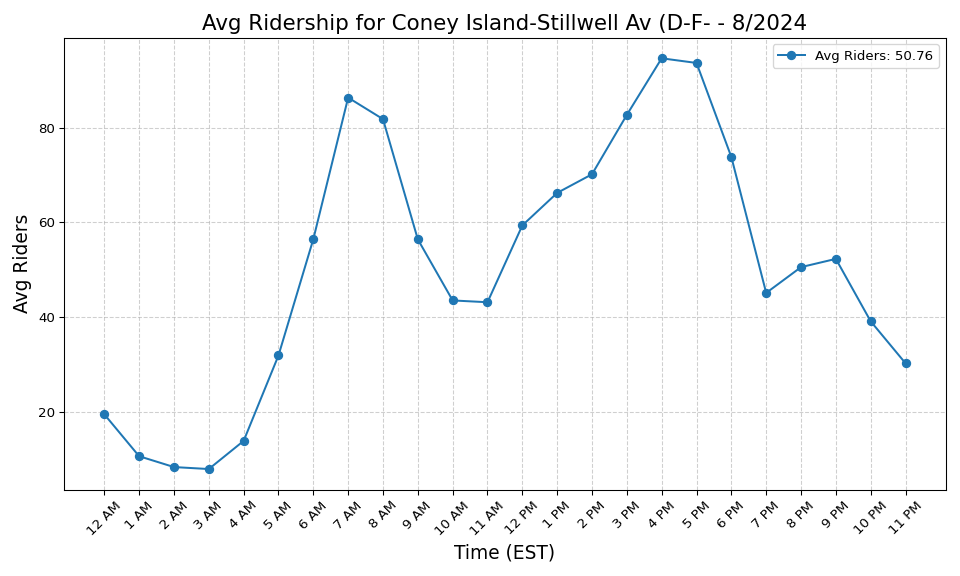 Avg Ridership for Coney Island-Stillwell Av (D-F- - 8/2024
Avg Riders: 50.76
Avg Riders
80
60
40
20
12 AM
1 AM
2 AM
3 AM
4 AM
5 AM
6 AM
7 AM
8 AM
9 AM
10 AM
11 AM
12 PM
1 PM
2 PM
3 PM
4 PM
5 PM
6 PM
7 PM
8 PM
9 PM
10 PM
11 PM
Time (EST)